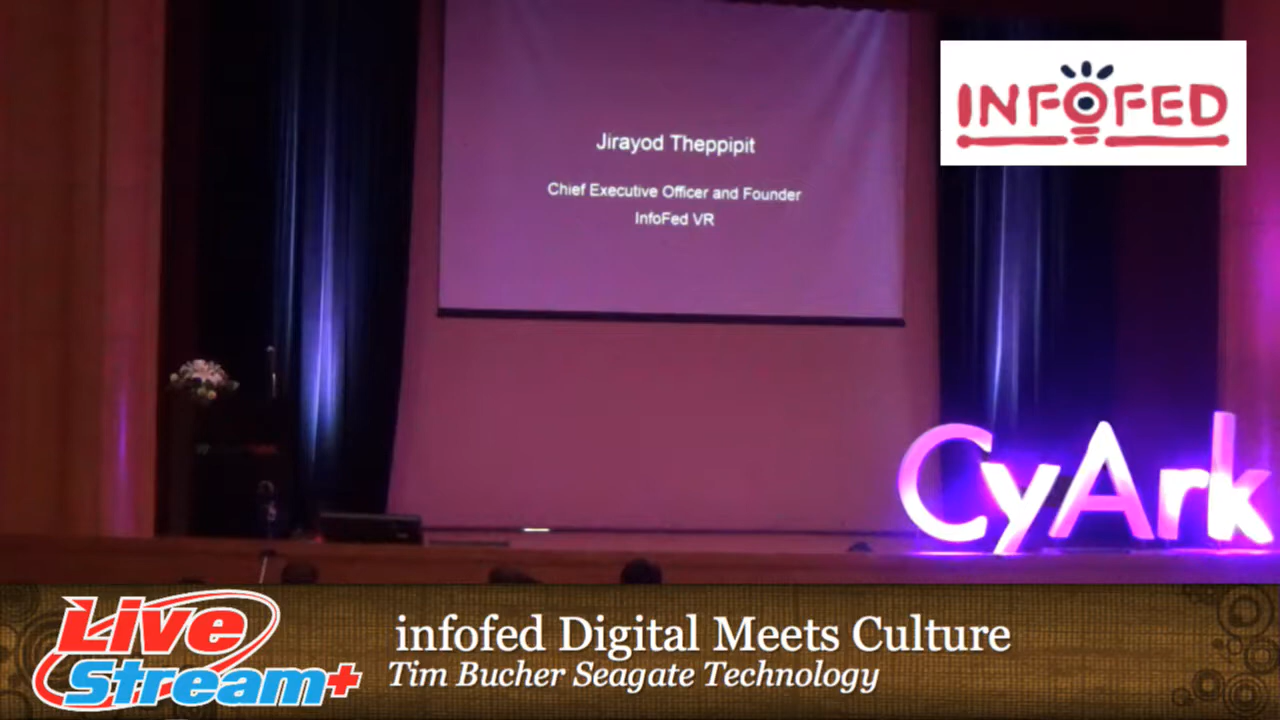 Jirayod Theppipit
Chief Executive Officer and Founder
InfoFed VR
INFOFED
CyArk
Live
Stream+
infofed Digital Meets Culture
Tim Bucher Seagate Technology